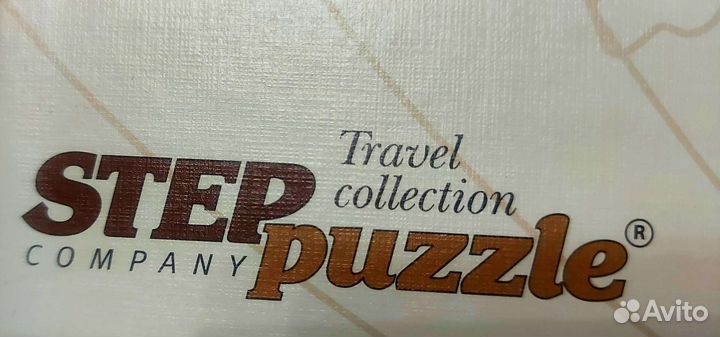 Travel
collection
STEP
puzzle®
COMPANY
Avito